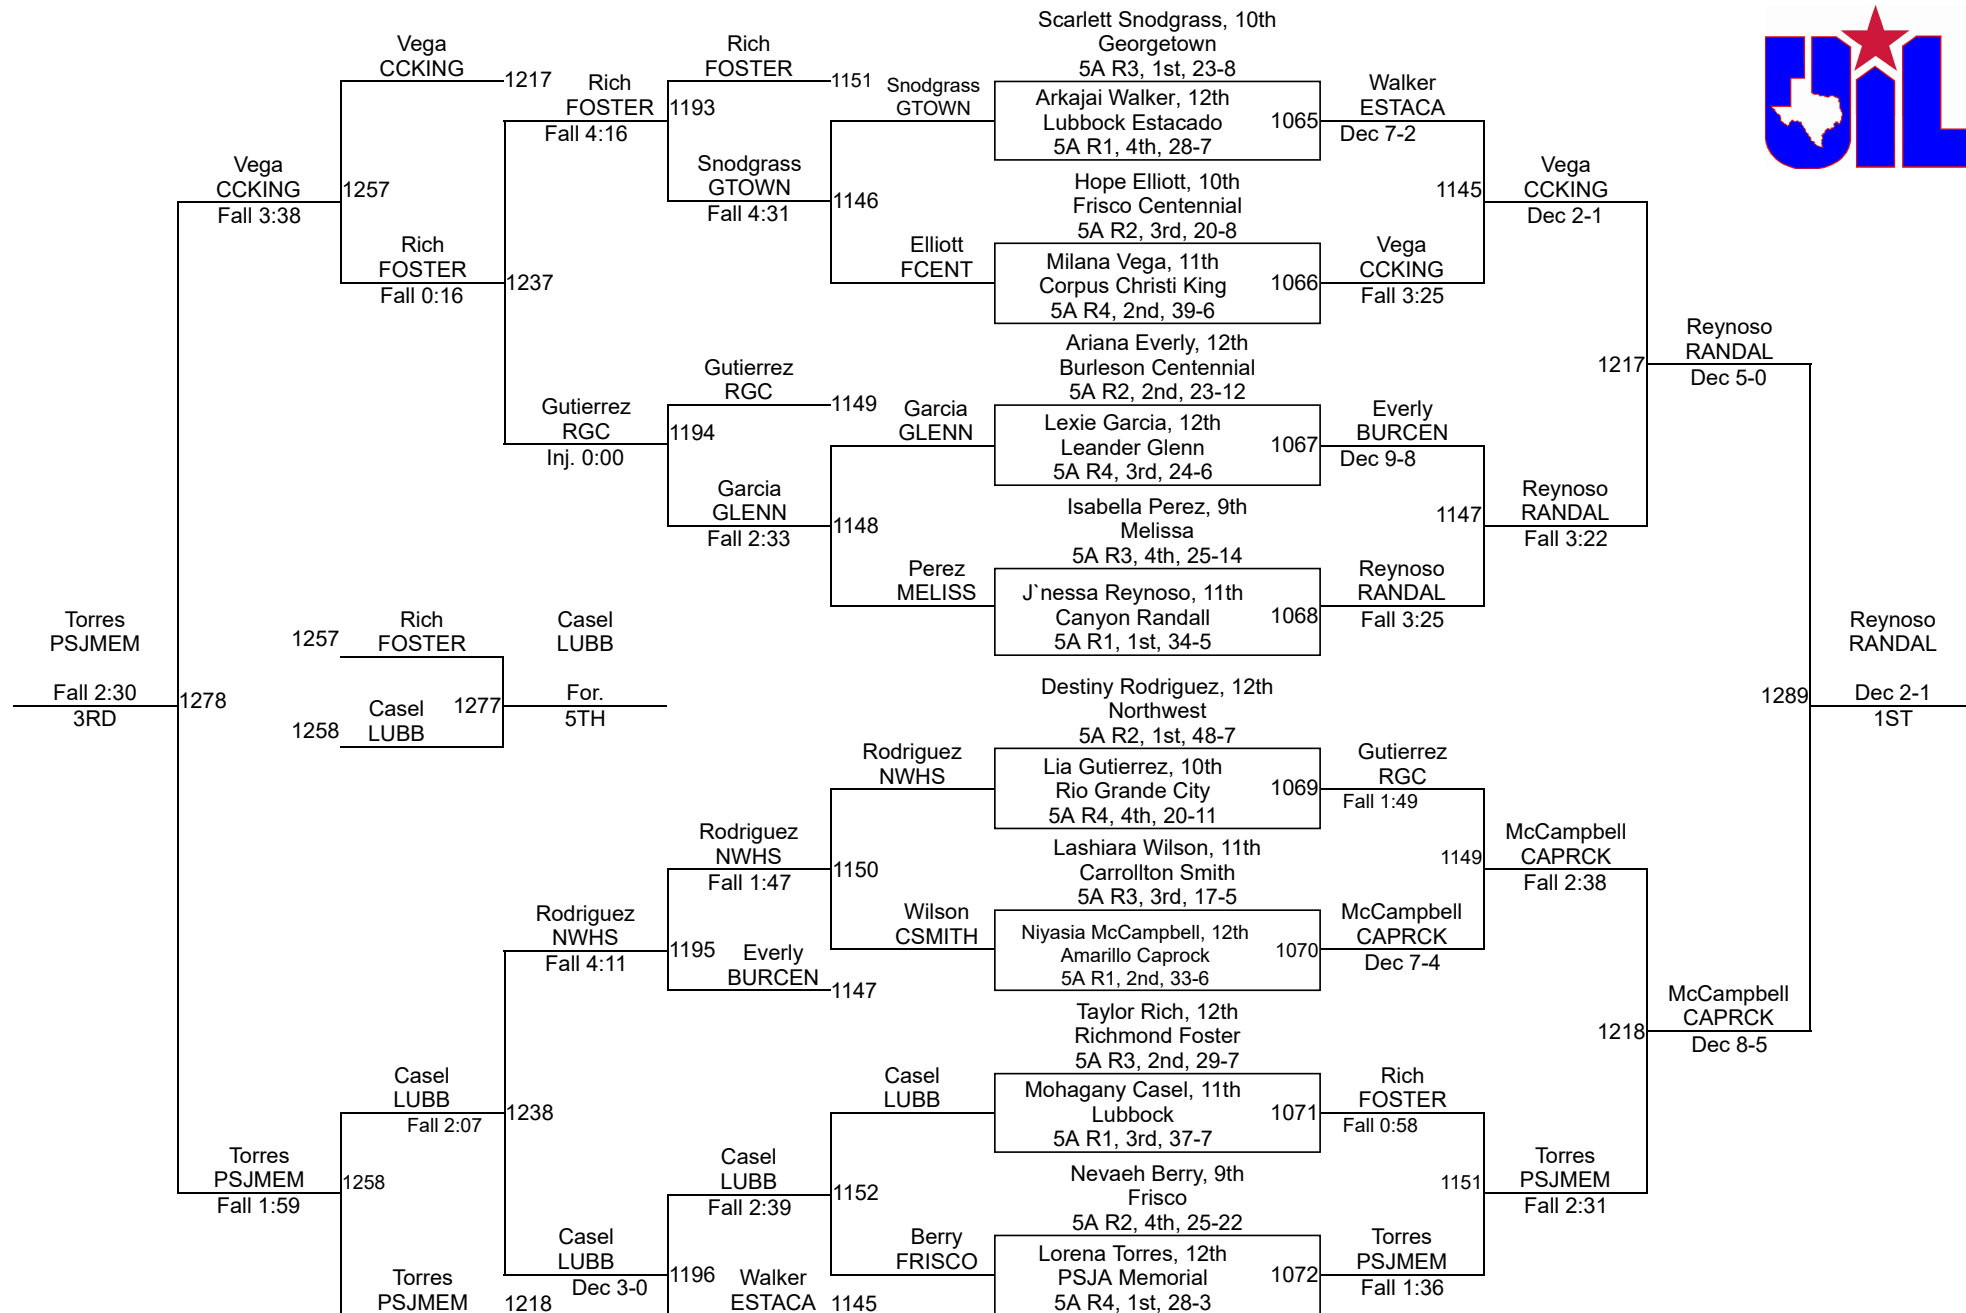 Scarlett Snodgrass, 10th
Georgetown
5A R3, 1st, 23-8
Arkajai Walker, 12th
Lubbock Estacado
5A R1, 4th, 28-7
1065
Hope Elliott, 10th
Frisco Centennial
5A R2, 3rd, 20-8
Milana Vega, 11th
Corpus Christi King
5A R4, 2nd, 39-6
1066
Ariana Everly, 12th
Burleson Centennial
5A R2, 2nd, 23-12
Lexie Garcia, 12th
Leander Glenn
5A R4, 3rd, 24-6
1067
Isabella Perez, 9th
Melissa
5A R3, 4th, 25-14
J`nessa Reynoso, 11th
Canyon Randall
5A R1, 1st, 34-5
1068
Destiny Rodriguez, 12th
Northwest
5A R2, 1st, 48-7
Lia Gutierrez, 10th
Rio Grande City
5A R4, 4th, 20-11
1069
Lashiara Wilson, 11th
Carrollton Smith
5A R3, 3rd, 17-5
Niyasia McCampbell, 12th
Amarillo Caprock
5A R1, 2nd, 33-6
1070
Taylor Rich, 12th
Richmond Foster
5A R3, 2nd, 29-7
Mohagany Casel, 11th
Lubbock
5A R1, 3rd, 37-7
1071
Nevaeh Berry, 9th
Frisco
5A R2, 4th, 25-22
Lorena Torres, 12th
PSJA Memorial
5A R4, 1st, 28-3
1072
Walker
ESTACA
Dec 7-2
1145
Vega
CCKING
Fall 3:25
Everly
BURCEN
Dec 9-8
1147
Reynoso
RANDAL
Fall 3:25
Gutierrez
RGC
Fall 1:49
1149
McCampbell
CAPRCK
Dec 7-4
Rich
FOSTER
Fall 0:58
1151
Torres
PSJMEM
Fall 1:36
Vega
CCKING
Dec 2-1
1217
Reynoso
RANDAL
Fall 3:22
McCampbell
CAPRCK
Fall 2:38
1218
Torres
PSJMEM
Fall 2:31
Reynoso
RANDAL
Dec 5-0
1289
McCampbell
CAPRCK
Dec 8-5
Reynoso
RANDAL
Dec 2-1
1ST
UIL
Snodgrass
GTOWN
1146
Elliott
FCENT
Garcia
GLENN
1148
Perez
MELISS
Rodriguez
NWHS
1150
Wilson
CSMITH
Casel
LUBB
1152
Berry
FRISCO
Rich
FOSTER
1151
1193
Snodgrass
GTOWN
Fall 4:31
Gutierrez
RGC
1149
1194
Garcia
GLENN
Fall 2:33
Rodriguez
NWHS
Fall 1:47
1195
Everly
BURCEN
1147
Casel
LUBB
Fall 2:39
1196
Walker
ESTACA
1145
Rich
FOSTER
Fall 4:16
1237
Gutierrez
RGC
Inj. 0:00
Rodriguez
NWHS
Fall 4:11
1238
Casel
LUBB
Dec 3-0
Vega
CCKING
1217
1257
Rich
FOSTER
Fall 0:16
Casel
LUBB
Fall 2:07
1258
Torres
PSJMEM
1218
Vega
CCKING
Fall 3:38
1278
Torres
PSJMEM
Fall 1:59
Torres
PSJMEM
Fall 2:30
3RD
1257
Rich
FOSTER
1258
Casel
LUBB
1277
Casel
LUBB
For.
5TH